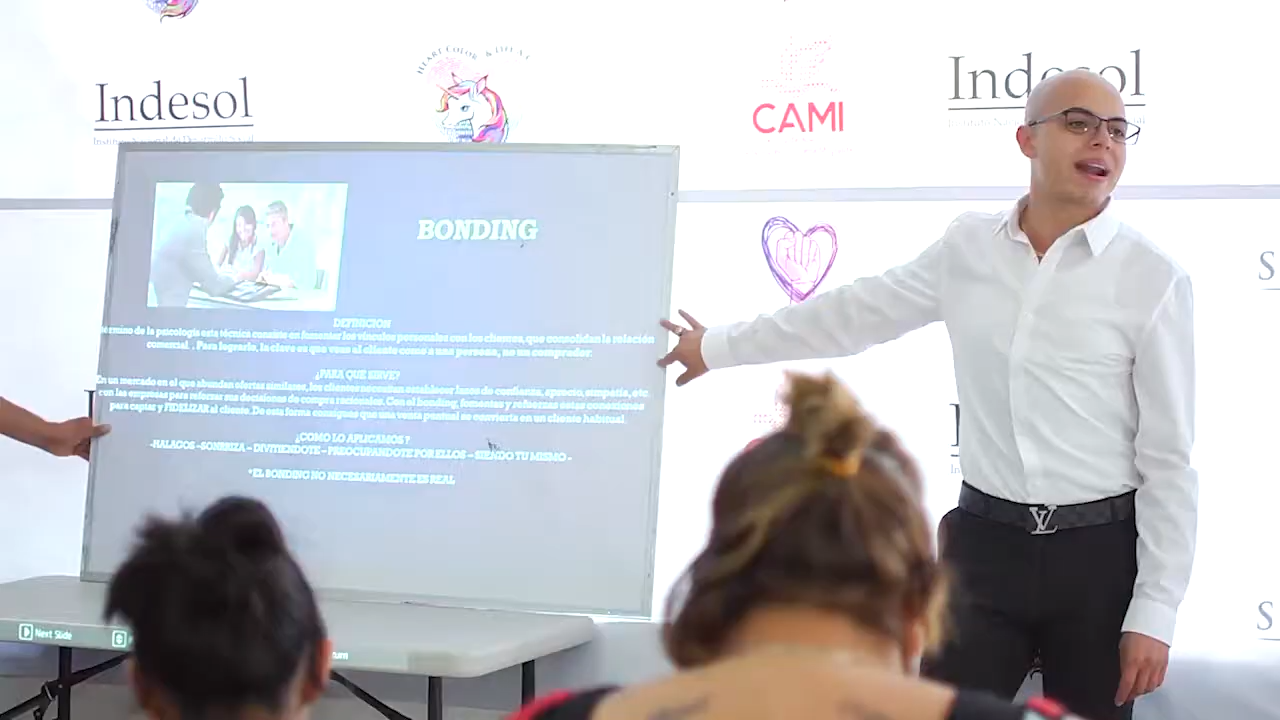 Indesol
HEART COLOR
CAMI
Indesol
BONDING
DEFINICION
termino de la psicologia esta técnica consiste en fomentar los vínculos personales con los clientes, que consolidan la relación
comercial. . Para lograrlo, la clave es que veas al cliente como a una persona, no un comprador.
¿PARA QUE SIRVE?
En un mercado en el que abundan ofertas similares, los clientes necesitan establecer lazos de confianza, aprecio, empatía, etc.
con las empresas para reforzar sus decisiones de compra racionales. Con el bonding, fomentas y refuerzas estas conexiones
para captar y FIDELIZAR al cliente. De esta forma consigues que una venta puntual se convierta en un cliente habitual.
¿COMO LO APLICAMOS?
-HALAGOS -SONRRIZA - DIVITIENDOTE - PREOCUPANDOTE POR ELLOS - SIENDO TU MISMO -
*EL BONDING NO NECESARIAMENTE ES REAL
LV
Next Slide